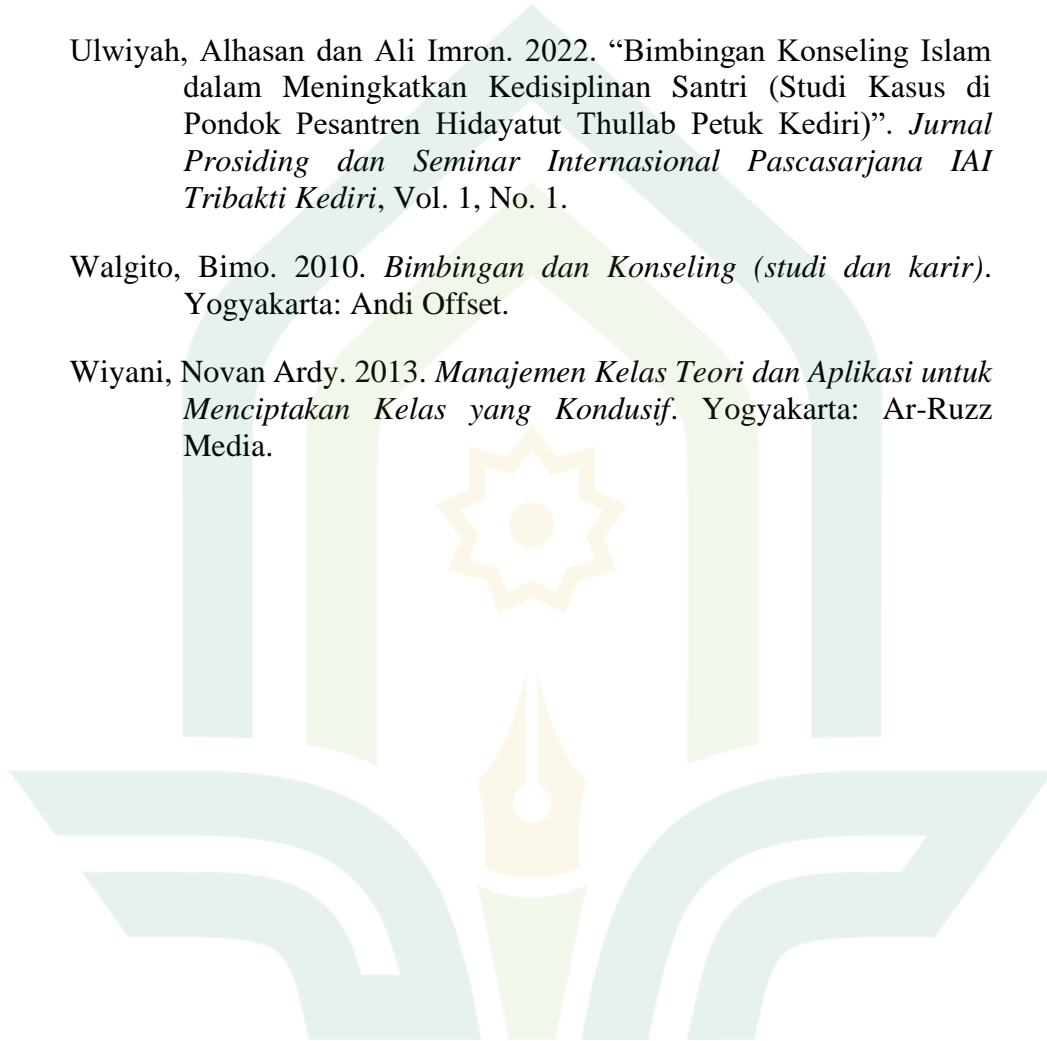 Ulwiyah, Alhasan dan Ali Imron. 2022. “Bimbingan Konseling Islam
dalam Meningkatkan Kedisiplinan Santri (Studi Kasus di
Pondok Pesantren Hidayatut Thullab Petuk Kediri)”. Jurnal
Prosiding dan Seminar Internasional Pascasarjana IAI
Tribakti Kediri, Vol. 1, No. 1.
Walgito, Bimo. 2010. Bimbingan dan Konseling (studi dan karir).
Yogyakarta: Andi Offset.
Wiyani, Novan Ardy. 2013. Manajemen Kelas Teori dan Aplikasi untuk
Menciptakan Kelas yang Kondusif. Yogyakarta: Ar-Ruzz
Media.